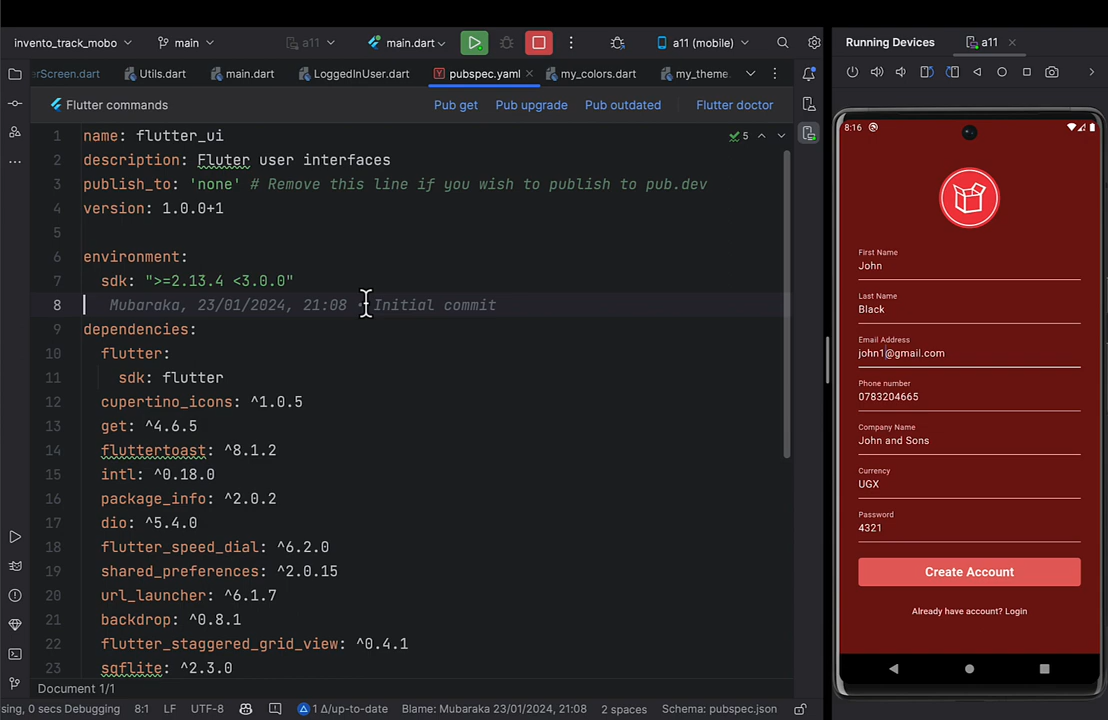 invento_track_mobo
main
a11
main.dart
a11 (mobile)
Running Devices
a11
erScreen.dart
Utils.dart
main.dart
LoggedInUser.dart
pubspec.yaml
my_colors.dart
my_theme
Flutter commands
Pub get
Pub upgrade
Pub outdated
Flutter doctor
5
1 name: flutter_ui
2 description: Fluter user interfaces
3 publish_to: 'none' # Remove this line if you wish to publish to pub.dev
4 version: 1.0.0+1
5
6 environment:
7 sdk: ">=2.13.4 <3.0.0"
8 Mubaraka, 23/01/2024, 21:08 • Initial commit
9 dependencies:
10 flutter:
11 sdk: flutter
12 cupertino_icons: ^1.0.5
13 get: ^4.6.5
14 fluttertoast: ^8.1.2
15 intl: ^0.18.0
16 package_info: ^2.0.2
17 dio: ^5.4.0
18 flutter_speed_dial: ^6.2.0
19 shared_preferences: ^2.0.15
20 url_launcher: ^6.1.7
21 backdrop: ^0.8.1
22 flutter_staggered_grid_view: ^0.4.1
23 sqflite: ^2.3.0
Document 1/1
sing, 0 secs Debugging
8:1
LF
UTF-8
1 Δ/up-to-date
Blame: Mubaraka 23/01/2024, 21:08
2 spaces
Schema: pubspec.json
8:16
First Name
John
Last Name
Black
Email Address
john1@gmail.com
Phone number
0783204665
Company Name
John and Sons
Currency
UGX
Password
4321
Create Account
Already have account? Login